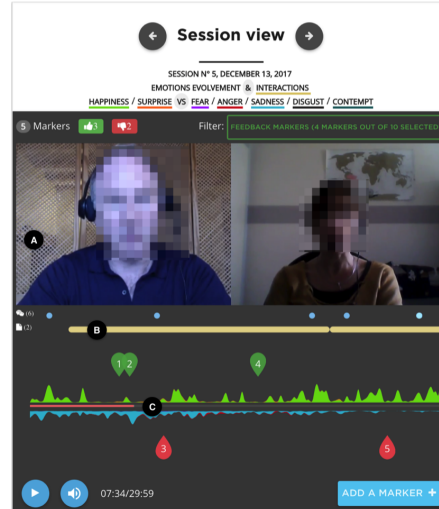 Session view
SESSION N° 5, DECEMBER 13, 2017
EMOTIONS EVOLVEMENT & INTERACTIONS
HAPPINESS / SURPRISE VS FEAR / ANGER / SADNESS / DISGUST / CONTEMPT
5 Markers 3 2 Filter: FEEDBACK MARKERS (4 MARKERS OUT OF 10 SELECTED)
A
(6)
(2) B
1 2 4
C
3 5
07:34/29:59 ADD A MARKER +